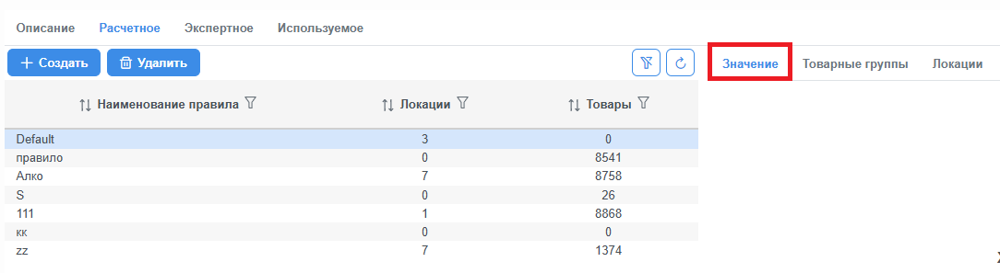 Описание Расчетное Экспертное Используемое
Создать Удалить
Значение Товарные группы Локации
Наименование правила Локации Товары
Default 3 0
правило 0 8541
Алко 7 8758
S 0 26
111 1 8868
кк 0 0
zz 7 1374